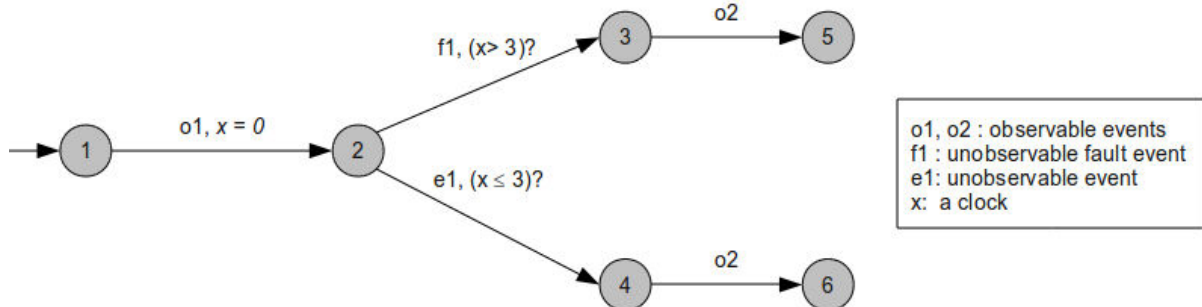 o2
3
5
f1, (x> 3)?
o1, x = 0
1
2
e1, (x ≤ 3)?
o2
4
6
o1, o2 : observable events
f1 : unobservable fault event
e1: unobservable event
x: a clock